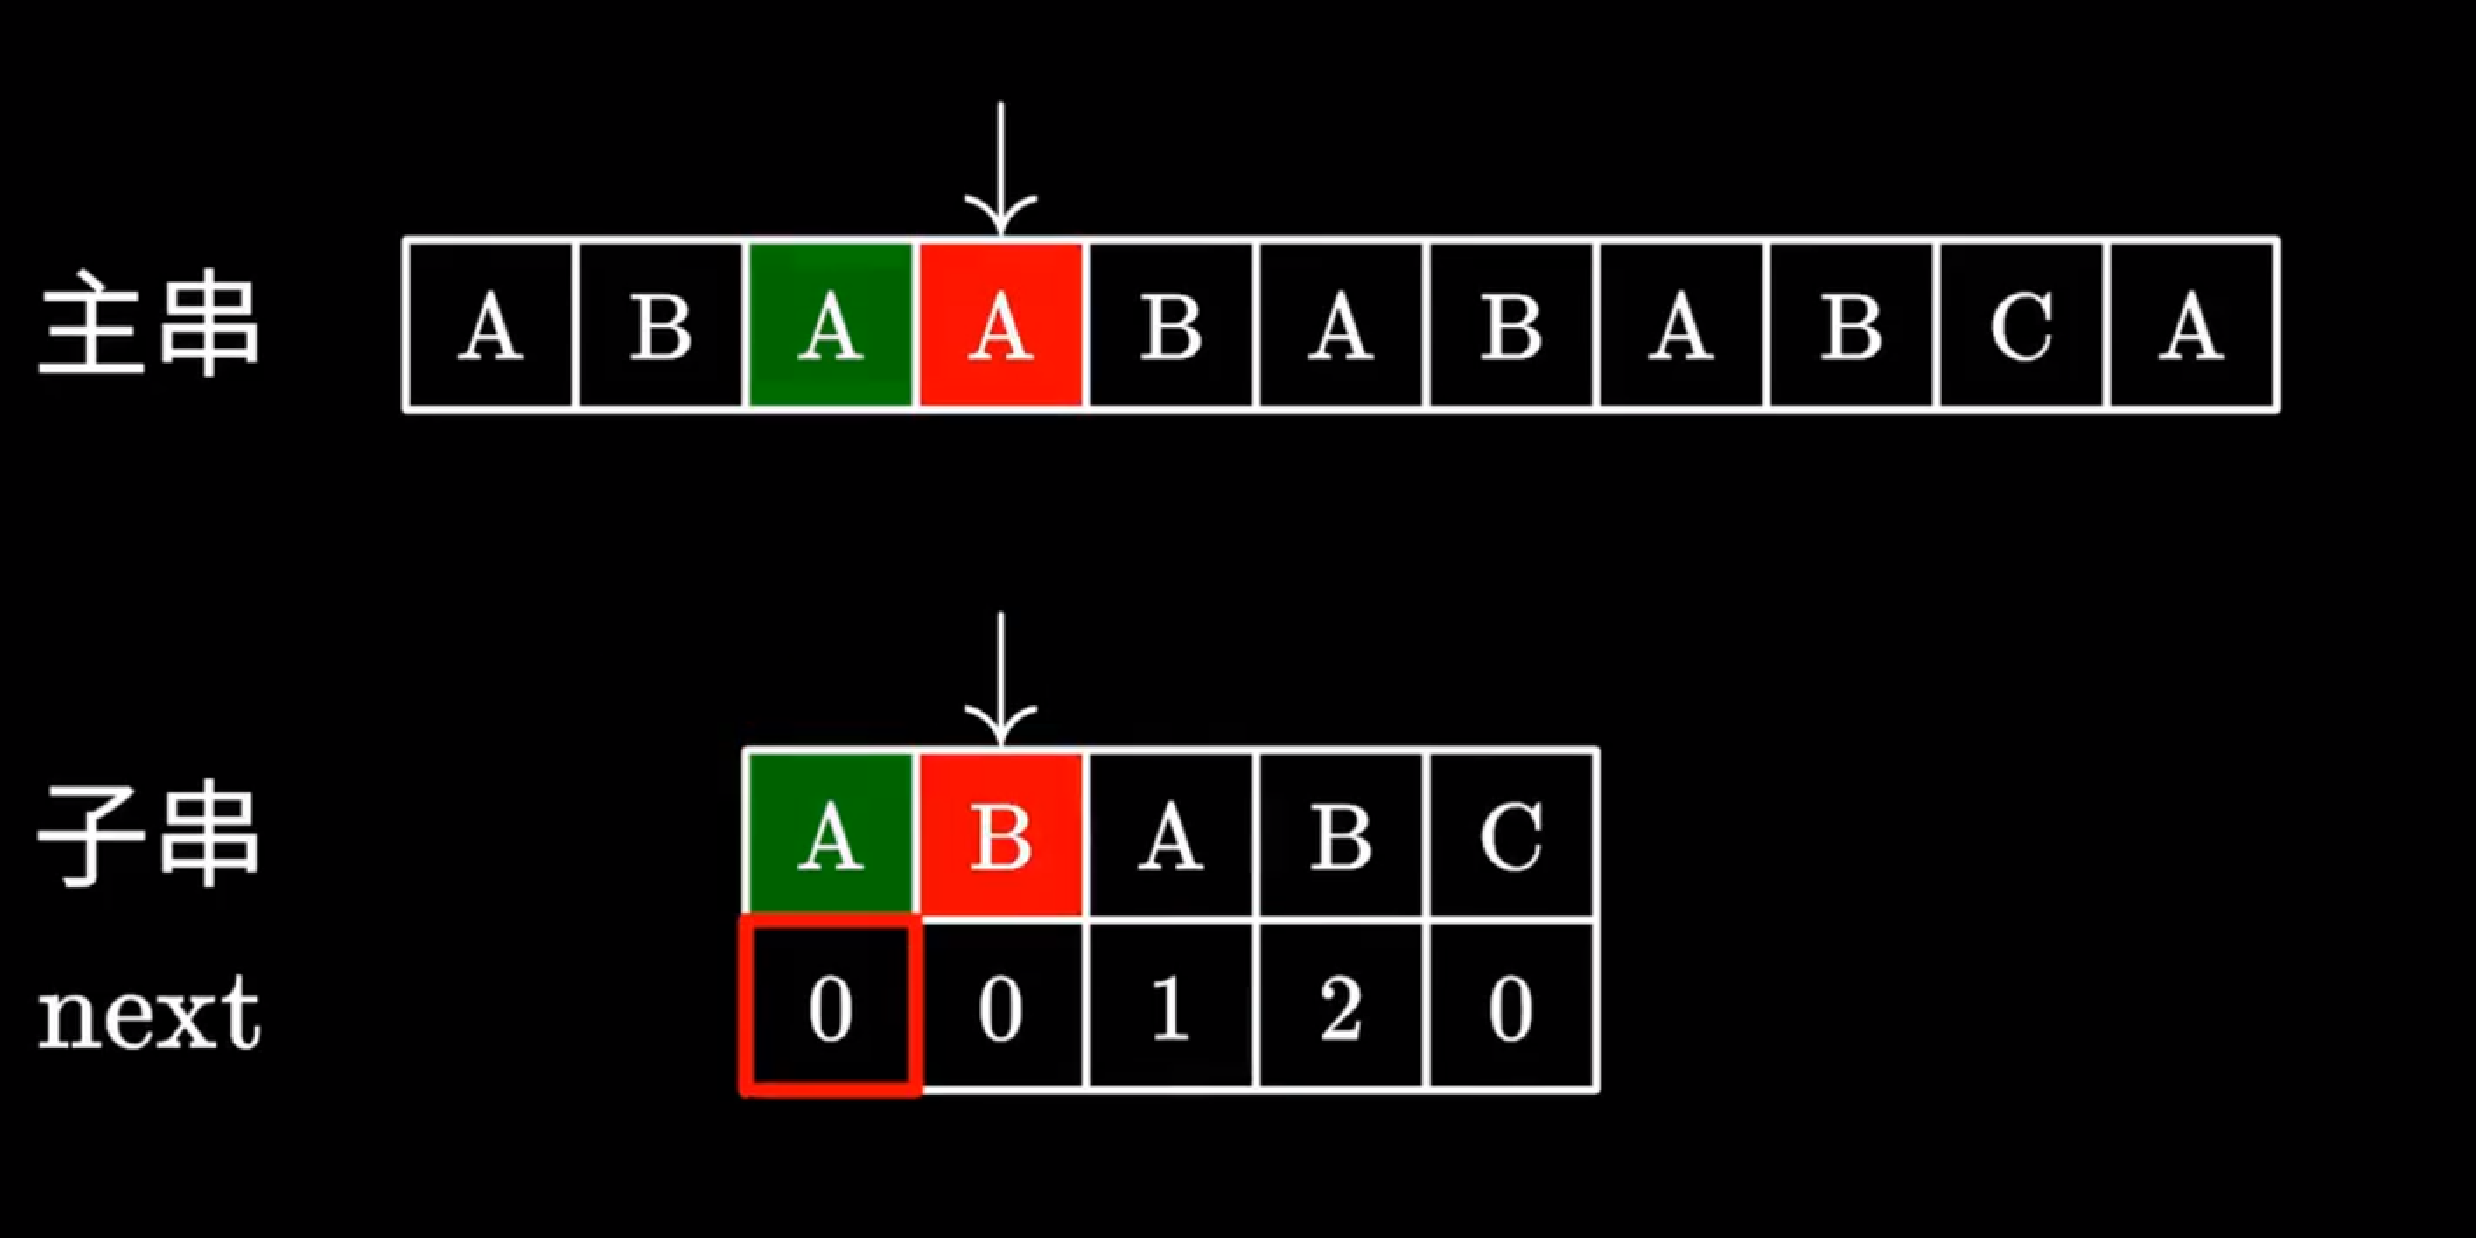 主串 A B A A B A B A B C A
子串 A B A B C
next 0 0 1 2 0